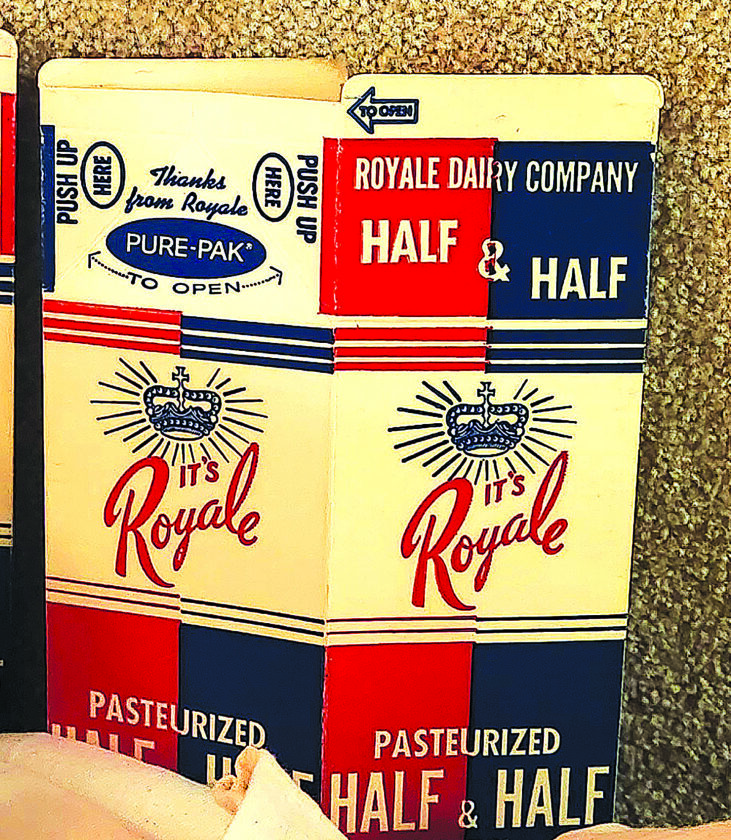 PUSH UP
HERE
Thanks
from Royale
HERE
PUSH UP
PURE-PAK®
TO OPEN
IT'S
Royale
PASTEURIZED
HALF
TO OPEN
ROYALE DAIRY COMPANY
HALF & HALF
IT'S
Royale
PASTEURIZED
HALF & HALF